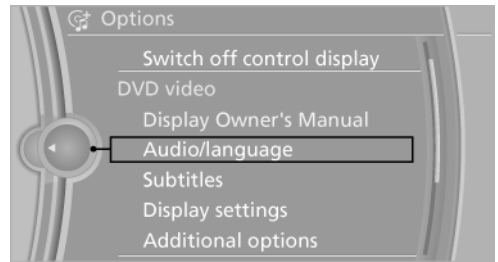 Options
Switch off control display
DVD video
Display Owner's Manual
Audio/language
Subtitles
Display settings
Additional options